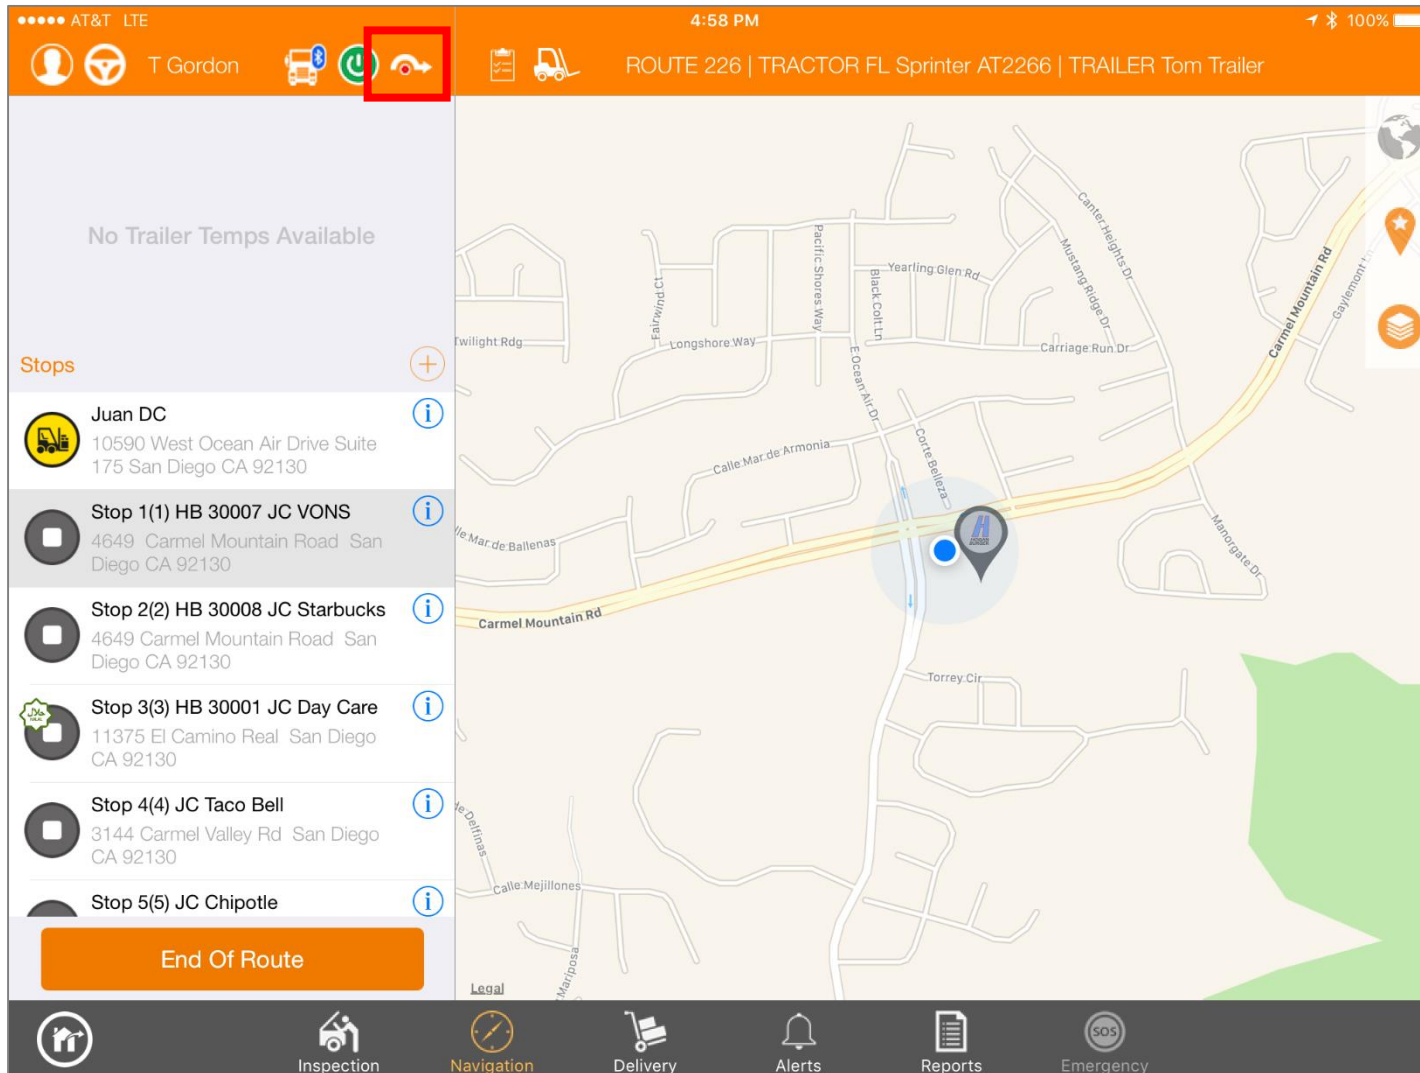 AT&T LTE
4:58 PM
100%
T Gordon
ROUTE 226 | TRACTOR FL Sprinter AT2266 | TRAILER Tom Trailer
No Trailer Temps Available
Stops
Juan DC
10590 West Ocean Air Drive Suite
175 San Diego CA 92130
Stop 1(1) HB 30007 JC VONS
4649 Carmel Mountain Road San
Diego CA 92130
Stop 2(2) HB 30008 JC Starbucks
4649 Carmel Mountain Road San
Diego CA 92130
Stop 3(3) HB 30001 JC Day Care
11375 El Camino Real San Diego
CA 92130
Stop 4(4) JC Taco Bell
3144 Carmel Valley Rd San Diego
CA 92130
Stop 5(5) JC Chipotle
End Of Route
Canter Heights Dr
Pacific Shores Way
Mustang Ridge Dr
Yearling Glen Rd
Black Colt Ln
Carmel Mountain Rd
Fairwind Ct
Twilight Rdg
Longshore Way
Carriage Run Dr
E Ocean Air Dr
Corte Belleza
Calle Mar de Armonia
Manorgate Dr
Carmel Mountain Rd
Torrey Cir
Calle Mejillones
Legal
Inspection
Navigation
Delivery
Alerts
Reports
SOS
Emergency